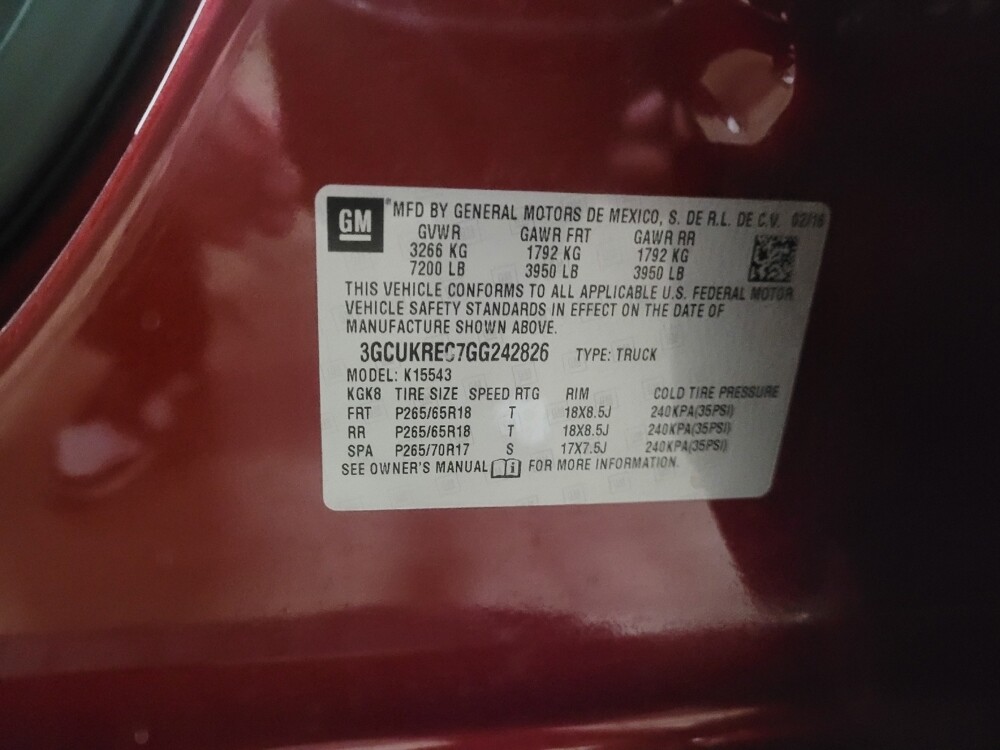 GM MFD BY GENERAL MOTORS DE MEXICO, S. DE R.L. DE C.V. 02/16
GVWR GAWR FRT GAWR RR
3266 KG 1792 KG 1792 KG
7200 LB 3950 LB 3950 LB
THIS VEHICLE CONFORMS TO ALL APPLICABLE U.S. FEDERAL MOTOR
VEHICLE SAFETY STANDARDS IN EFFECT ON THE DATE OF
MANUFACTURE SHOWN ABOVE.
3GCUKREC7GG242826 TYPE: TRUCK
MODEL: K15543
KGK8 TIRE SIZE SPEED RTG RIM COLD TIRE PRESSURE
FRT P265/65R18 T 18X8.5J 240KPA(35PSI)
RR P265/65R18 T 18X8.5J 240KPA(35PSI)
SPA P265/70R17 S 17X7.5J 240KPA(35PSI)
SEE OWNER'S MANUAL i FOR MORE INFORMATION.